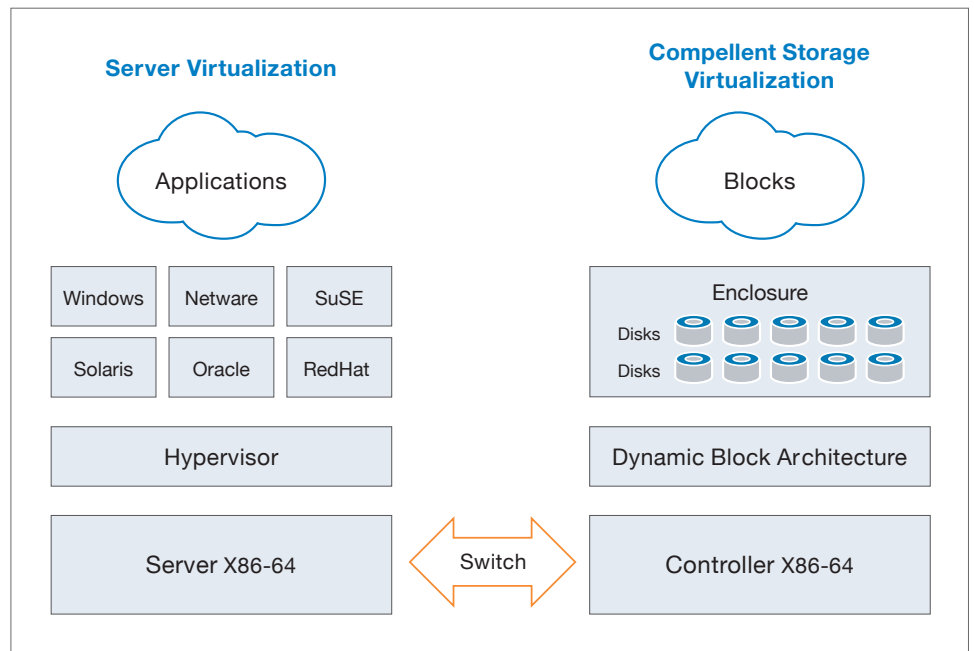 Server Virtualization
Applications
Windows
Netware
SuSE
Solaris
Oracle
RedHat
Hypervisor
Server X86-64
Switch
Compellent Storage
Virtualization
Blocks
Enclosure
Disks
Disks
Dynamic Block Architecture
Controller X86-64